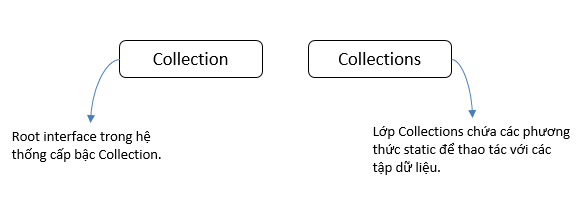 Collection
Collections
Root interface trong hệ
thống cấp bậc Collection.
Lớp Collections chứa các phương
thức static để thao tác với các
tập dữ liệu.